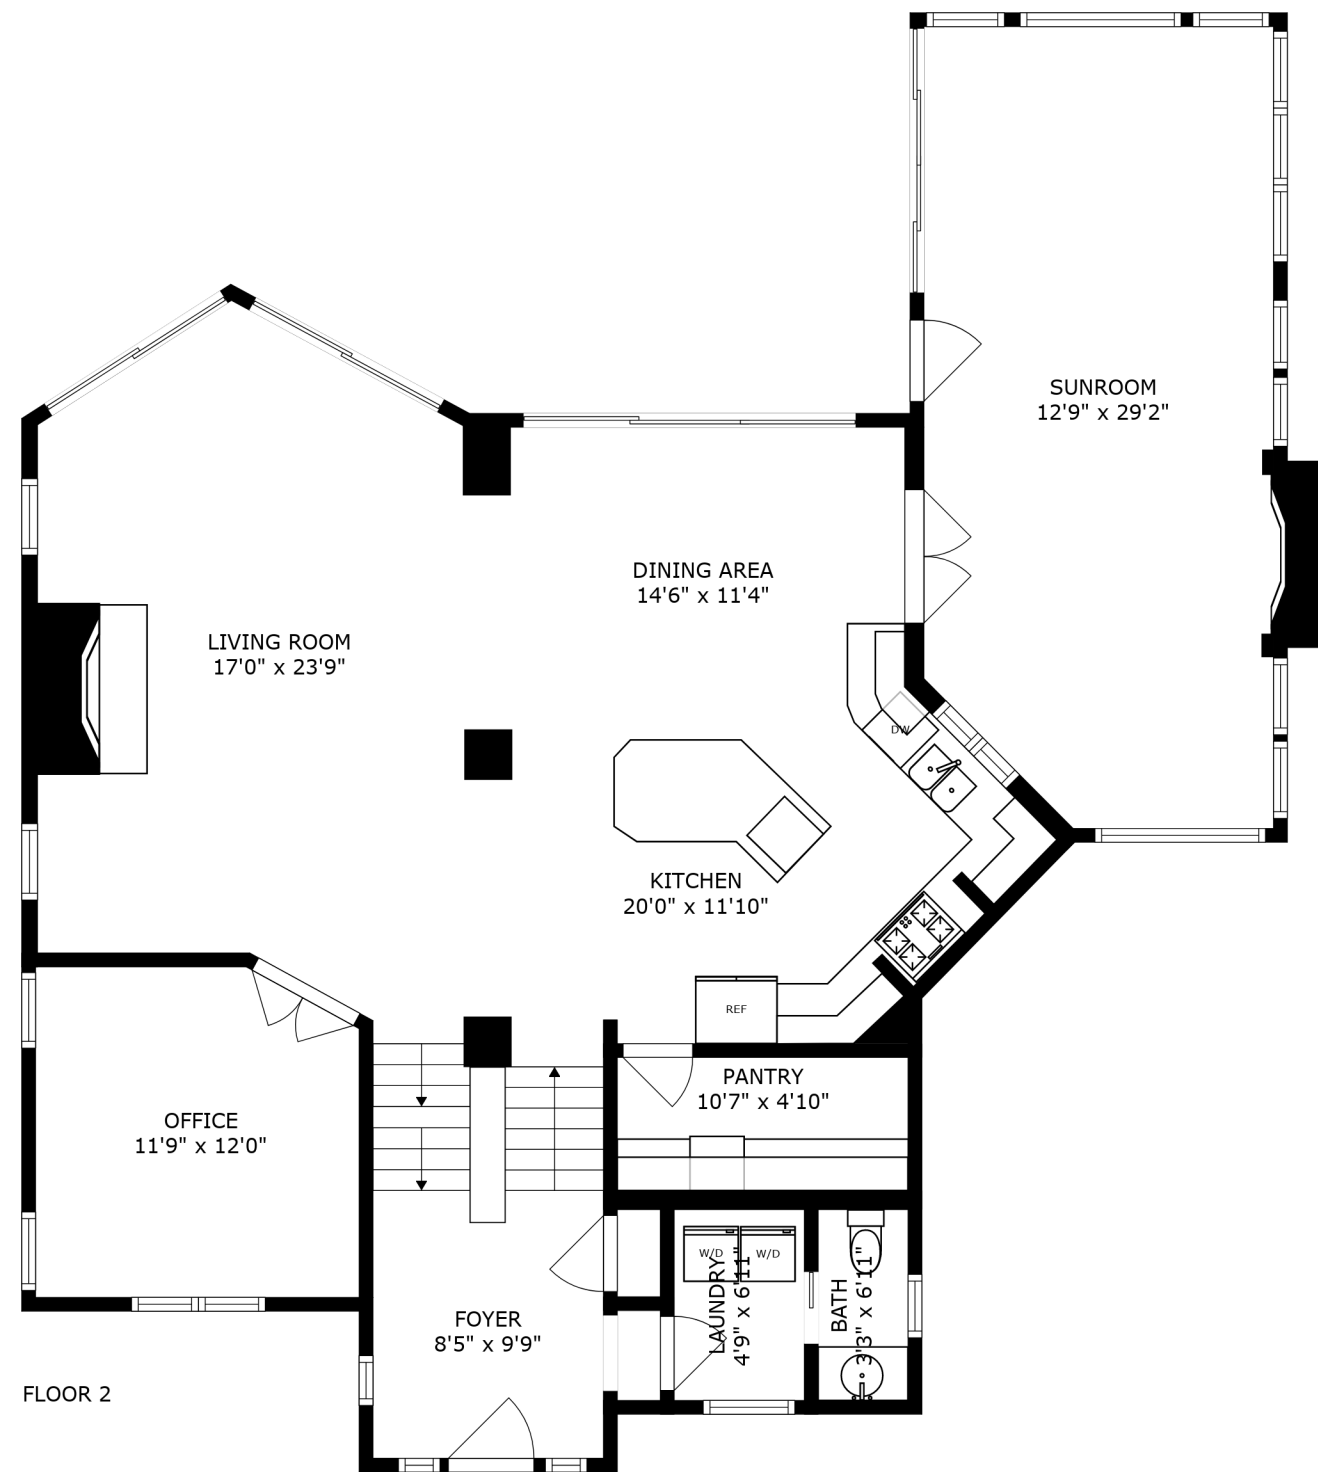 SUNROOM
12'9" x 29'2"
DINING AREA
14'6" x 11'4"
LIVING ROOM
17'0" x 23'9"
DW
KITCHEN
20'0" x 11'10"
REF
PANTRY
10'7" x 4'10"
OFFICE
11'9" x 12'0"
W/D
W/D
LAUNDRY
4'9" x 6'11"
BATH
3'3" x 6'11"
FOYER
8'5" x 9'9"
FLOOR 2